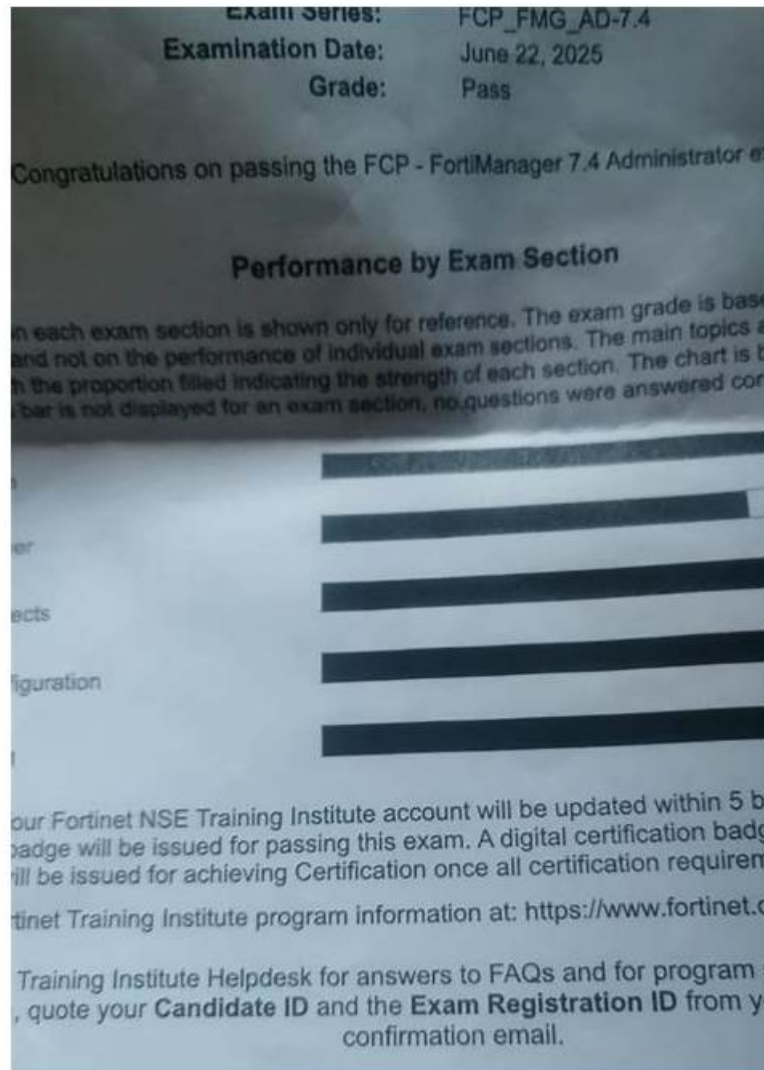 Exam Series: FCP_FMG_AD-7.4
Examination Date: June 22, 2025
Grade: Pass
Congratulations on passing the FCP - FortiManager 7.4 Administrator e
Performance by Exam Section
n each exam section is shown only for reference. The exam grade is base
and not on the performance of individual exam sections. The main topics a
h the proportion filled indicating the strength of each section. The chart is b
bar is not displayed for an exam section, no questions were answered cor
er
ects
iguration
our Fortinet NSE Training Institute account will be updated within 5 b
badge will be issued for passing this exam. A digital certification badg
ill be issued for achieving Certification once all certification requirem
rtinet Training Institute program information at: https://www.fortinet.c
Training Institute Helpdesk for answers to FAQs and for program
, quote your Candidate ID and the Exam Registration ID from y
confirmation email.